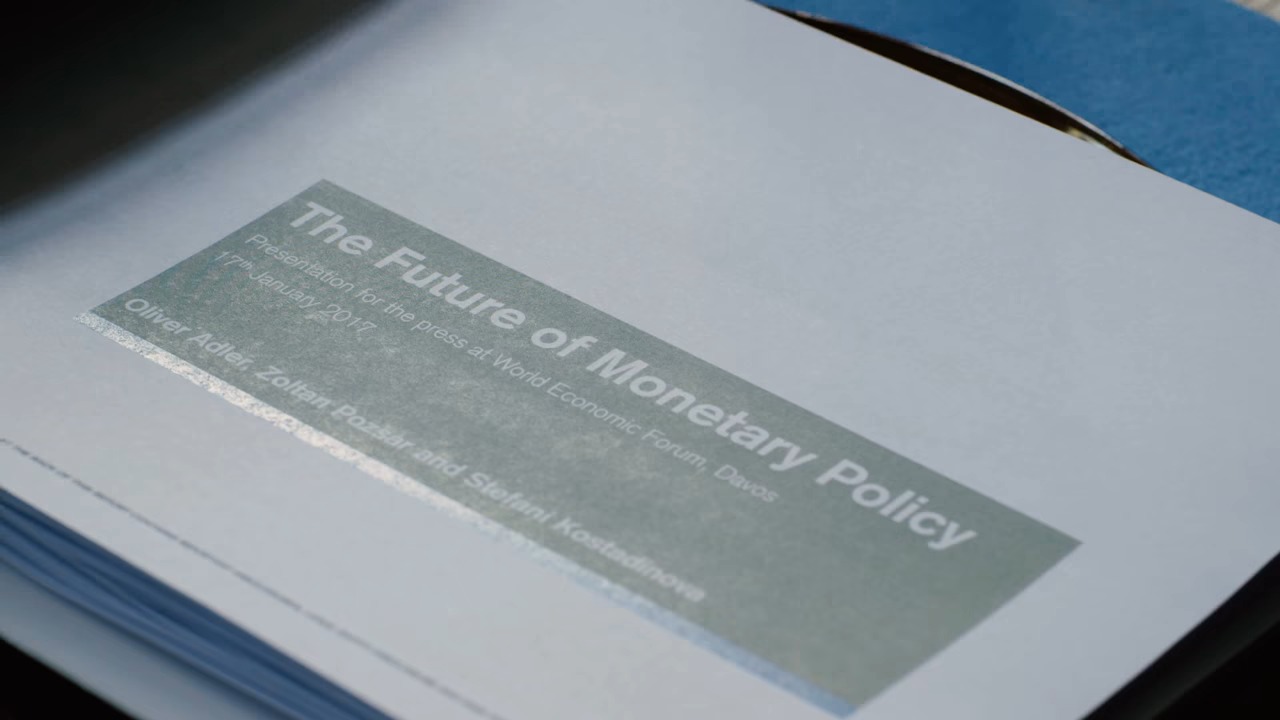 The Future of Monetary Policy
Presentation for the press at World Economic Forum, Davos
17th January 2017
Oliver Adler, Zoltan Pozsar and Stefani Kostadinova